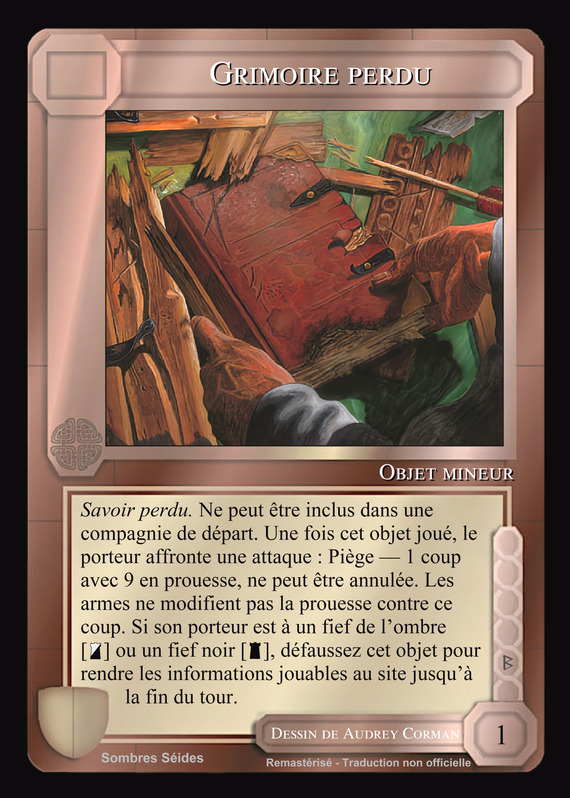 Grimoire perdu
Objet mineur
Savoir perdu. Ne peut être inclus dans une
compagnie de départ. Une fois cet objet joué, le
porteur affronte une attaque : Piège — 1 coup
avec 9 en prouesse, ne peut être annulée. Les
armes ne modifient pas la prouesse contre ce
coup. Si son porteur est à un fief de l’ombre
[] ou un fief noir [], défaussez cet objet pour
rendre les informations jouables au site jusqu’à
la fin du tour.
ᛒ
Dessin de Audrey Corman
1
Sombres Séides
Remastérisé - Traduction non officielle